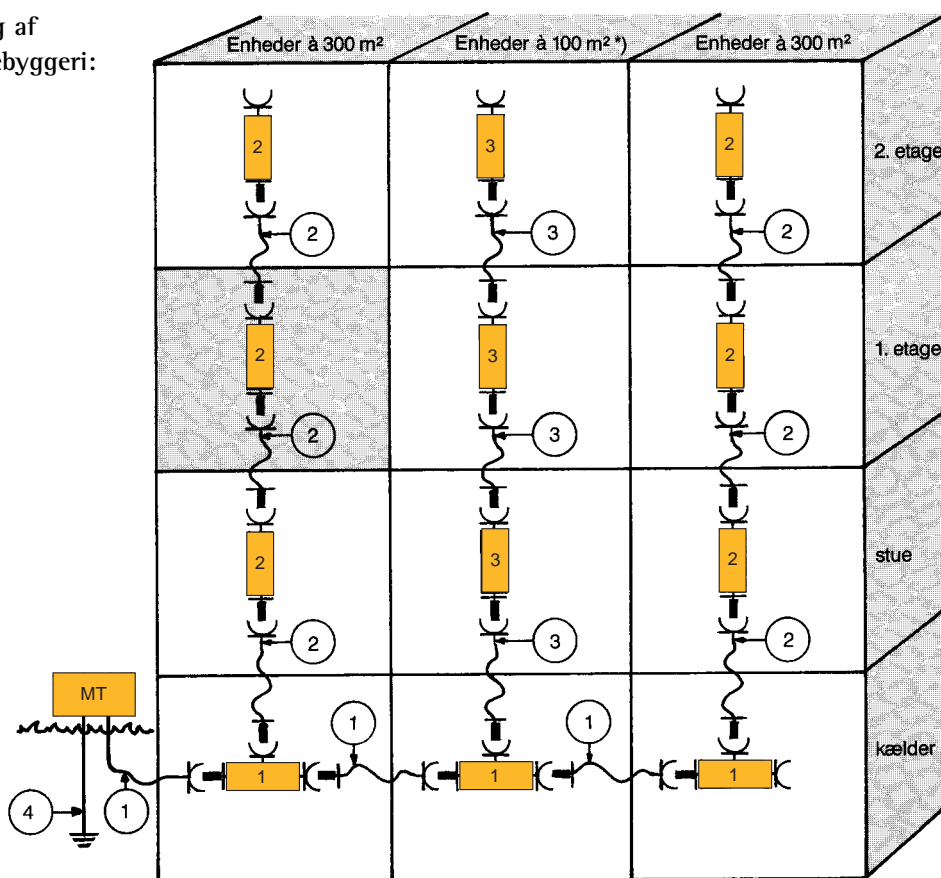 g af
ebyggeri:
Enheder à 300 m²
Enheder à 100 m² *)
Enheder à 300 m²
2
3
2
2. etage
2
3
2
2
3
2
1. etage
2
3
2
2
3
2
stue
2
3
2
MT
1
1
kælder
1
1
1
4
1